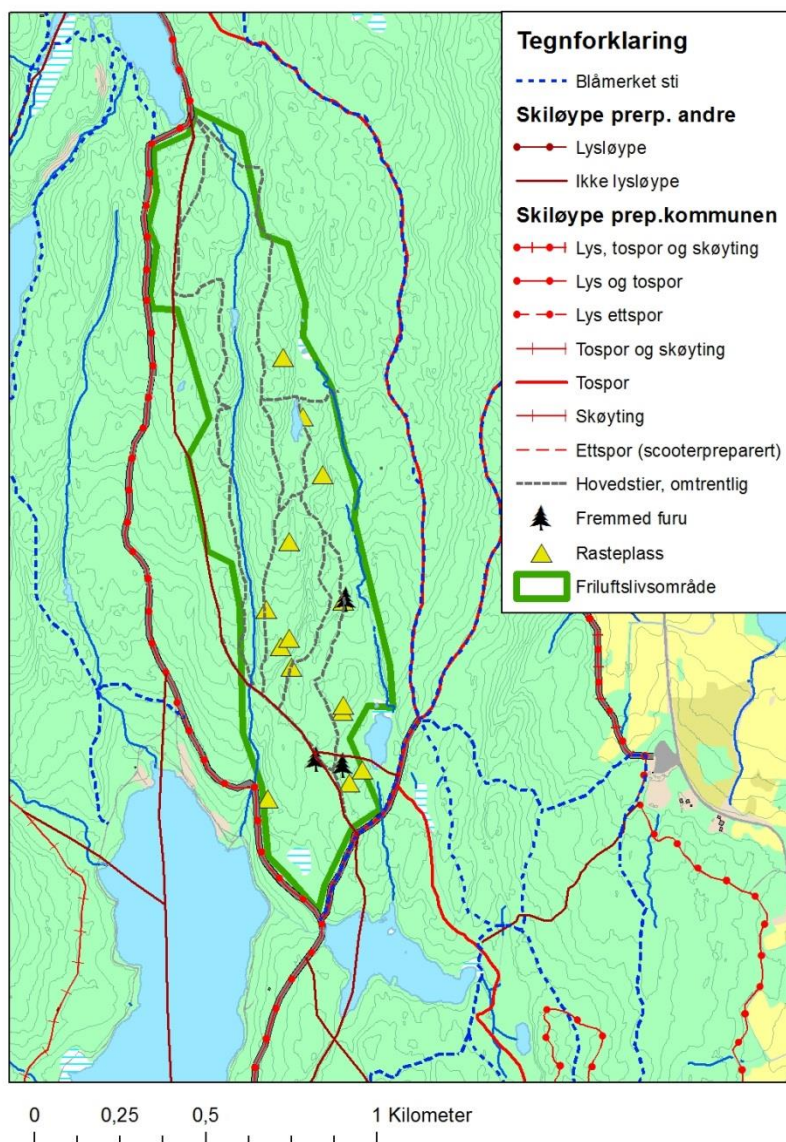 Tegnforklaring
Blåmerket sti
Skiløype prerp. andre
Lysløype
Ikke lysløype
Skiløype prep.kommunen
Lys, tospor og skøyting
Lys og tospor
Lys ettspor
Tospor og skøyting
Tospor
Skøyting
Ettspor (scooterpreparert)
Hovedstier, omtrentlig
Fremmed furu
Rasteplass
Friluftslivsområde
0 0,25 0,5 1 Kilometer